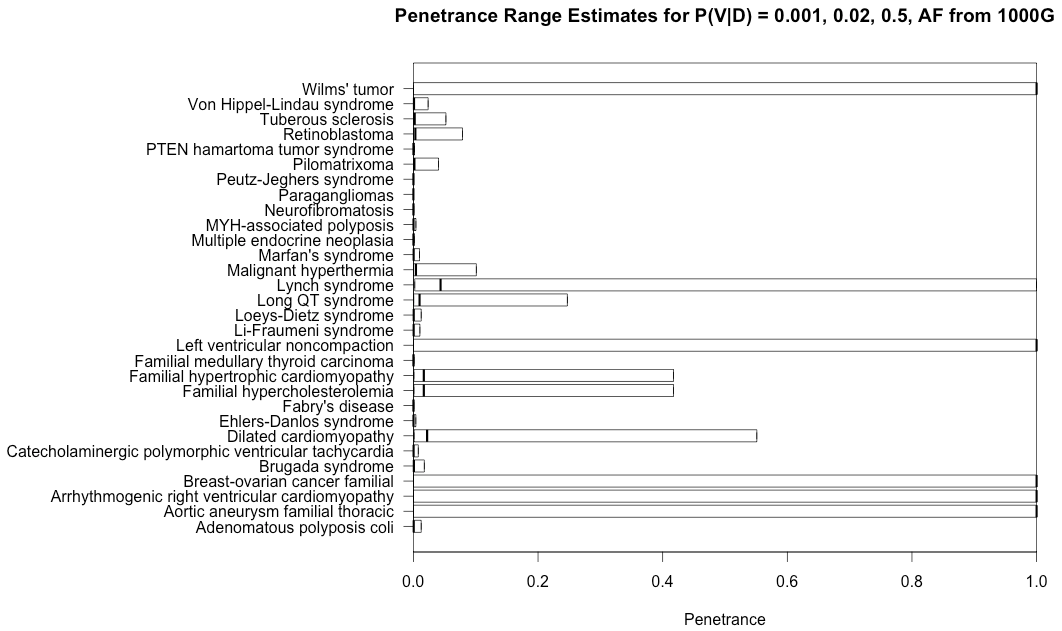 Penetrance Range Estimates for P(V|D) = 0.001, 0.02, 0.5, AF from 1000G
Wilms' tumor
Von Hippel-Lindau syndrome
Tuberous sclerosis
Retinoblastoma
PTEN hamartoma tumor syndrome
Pilomatrixoma
Peutz-Jeghers syndrome
Paragangliomas
Neurofibromatosis
MYH-associated polyposis
Multiple endocrine neoplasia
Marfan's syndrome
Malignant hyperthermia
Lynch syndrome
Long QT syndrome
Loeys-Dietz syndrome
Li-Fraumeni syndrome
Left ventricular noncompaction
Familial medullary thyroid carcinoma
Familial hypertrophic cardiomyopathy
Familial hypercholesterolemia
Fabry's disease
Ehlers-Danlos syndrome
Dilated cardiomyopathy
Catecholaminergic polymorphic ventricular tachycardia
Brugada syndrome
Breast-ovarian cancer familial
Arrhythmogenic right ventricular cardiomyopathy
Aortic aneurysm familial thoracic
Adenomatous polyposis coli
0.0 0.2 0.4 0.6 0.8 1.0
Penetrance